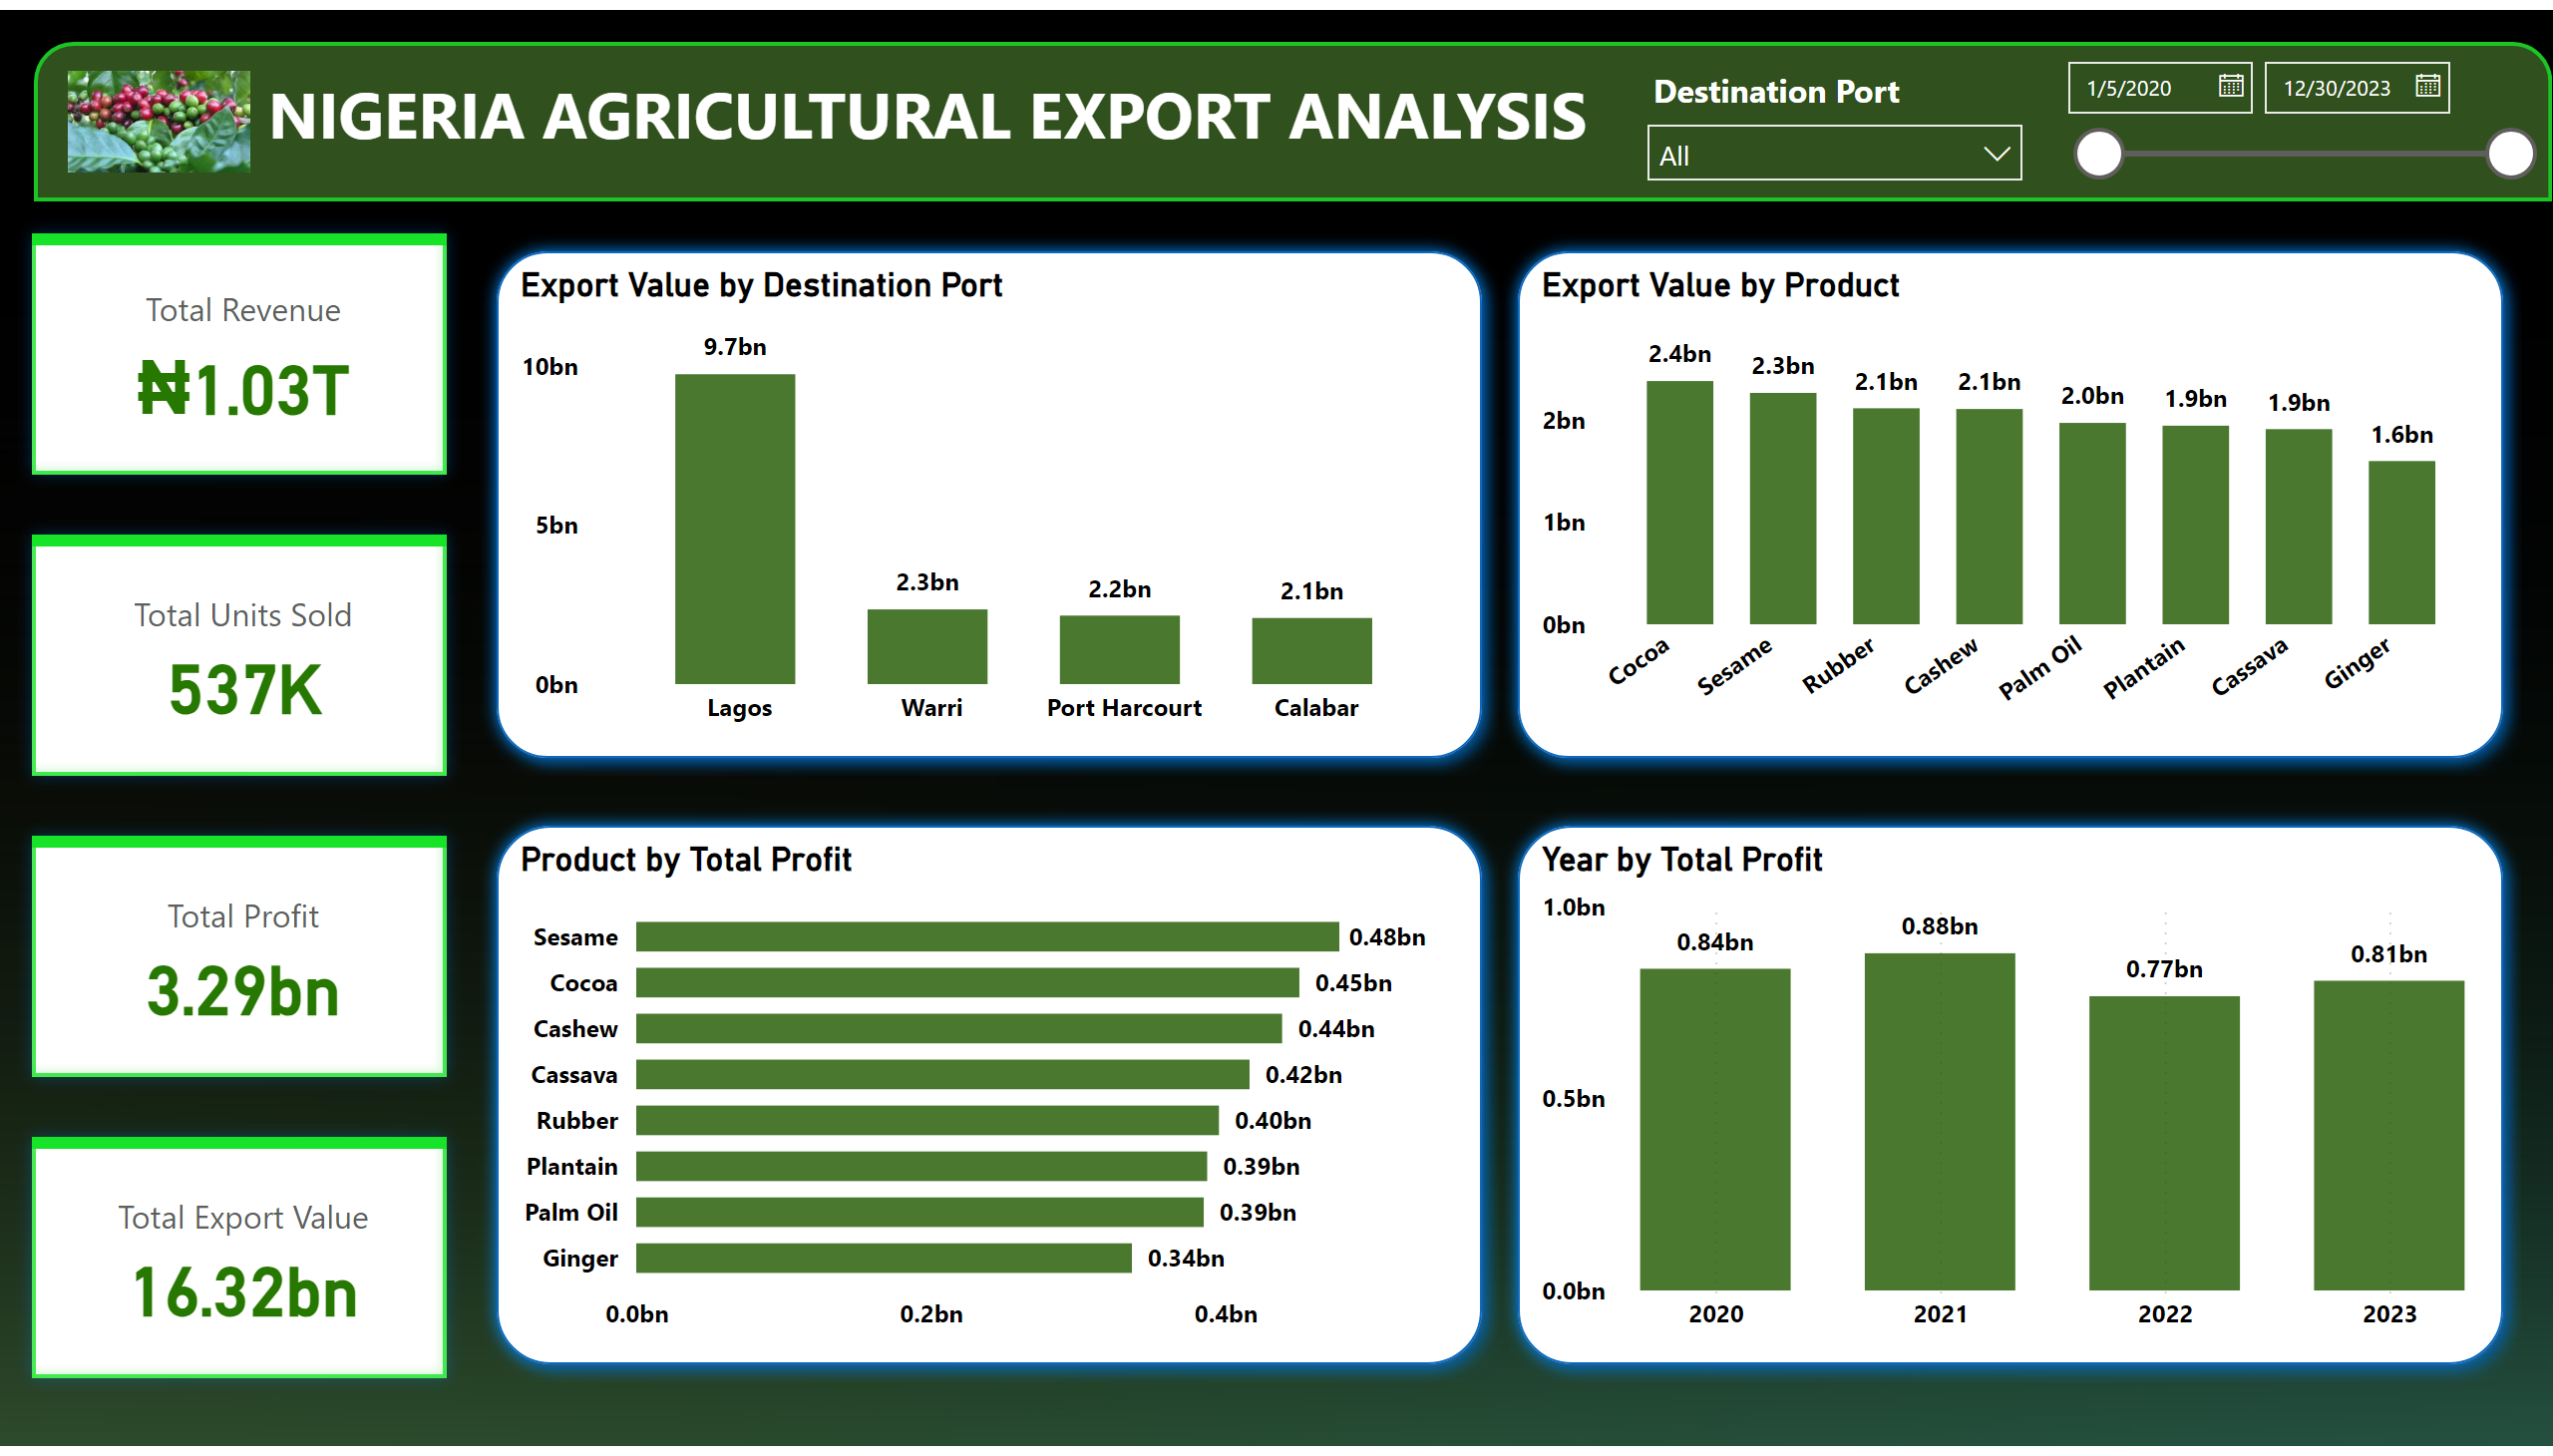 NIGERIA AGRICULTURAL EXPORT ANALYSIS
Destination Port
All
1/5/2020
12/30/2023
Total Revenue
₦1.03T
Total Units Sold
537K
Total Profit
3.29bn
Total Export Value
16.32bn
Export Value by Destination Port
10bn
5bn
0bn
9.7bn
2.3bn
2.2bn
2.1bn
Lagos
Warri
Port Harcourt
Calabar
Export Value by Product
2bn
1bn
0bn
2.4bn
2.3bn
2.1bn
2.1bn
2.0bn
1.9bn
1.9bn
1.6bn
Cocoa
Sesame
Rubber
Cashew
Palm Oil
Plantain
Cassava
Ginger
Product by Total Profit
Sesame 0.48bn
Cocoa 0.45bn
Cashew 0.44bn
Cassava 0.42bn
Rubber 0.40bn
Plantain 0.39bn
Palm Oil 0.39bn
Ginger 0.34bn
0.0bn 0.2bn 0.4bn
Year by Total Profit
1.0bn
0.5bn
0.0bn
0.84bn
0.88bn
0.77bn
0.81bn
2020
2021
2022
2023